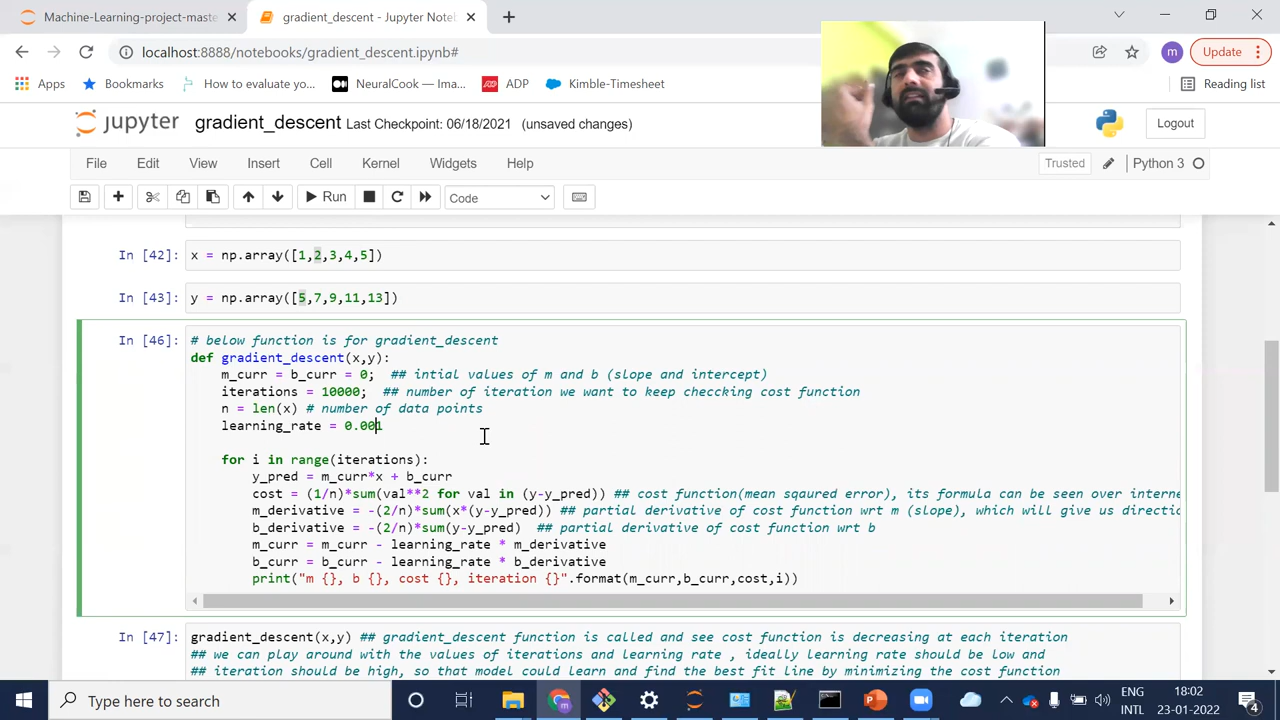 Machine-Learning-project-master
gradient_descent - Jupyter Notebo
localhost:8888/notebooks/gradient_descent.ipynb#
m
Update
Apps
Bookmarks
How to evaluate yo
NeuralCook — Imag
ADP
Kimble-Timesheet
Reading list
jupyter
gradient_descent Last Checkpoint: 06/18/2021 (unsaved changes)
Logout
File Edit View Insert Cell Kernel Widgets Help
Trusted
Python 3
Run
Code
In [42]: x = np.array([1,2,3,4,5])
In [43]: y = np.array([5,7,9,11,13])
In [46]: # below function is for gradient_descent
def gradient_descent(x,y):
m_curr = b_curr = 0; ## intial values of m and b (slope and intercept)
iterations = 10000; ## number of iteration we want to keep checcking cost function
n = len(x) # number of data points
learning_rate = 0.001
for i in range(iterations):
y_pred = m_curr*x + b_curr
cost = (1/n)*sum(val**2 for val in (y-y_pred)) ## cost function(mean sqaured error), its formula can be seen over interne
m_derivative = -(2/n)*sum(x*(y-y_pred)) ## partial derivative of cost function wrt m (slope), which will give us directi
b_derivative = -(2/n)*sum(y-y_pred) ## partial derivative of cost function wrt b
m_curr = m_curr - learning_rate * m_derivative
b_curr = b_curr - learning_rate * b_derivative
print("m {}, b {}, cost {}, iteration {}".format(m_curr,b_curr,cost,i))
In [47]: gradient_descent(x,y) ## gradient_descent function is called and see cost function is decreasing at each iteration
## we can play around with the values of iterations and learning rate , ideally learning rate should be low and
## iteration should be high, so that model could learn and find the best fit line by minimizing the cost function
Type here to search
ENG
INTL
18:02
23-01-2022
4